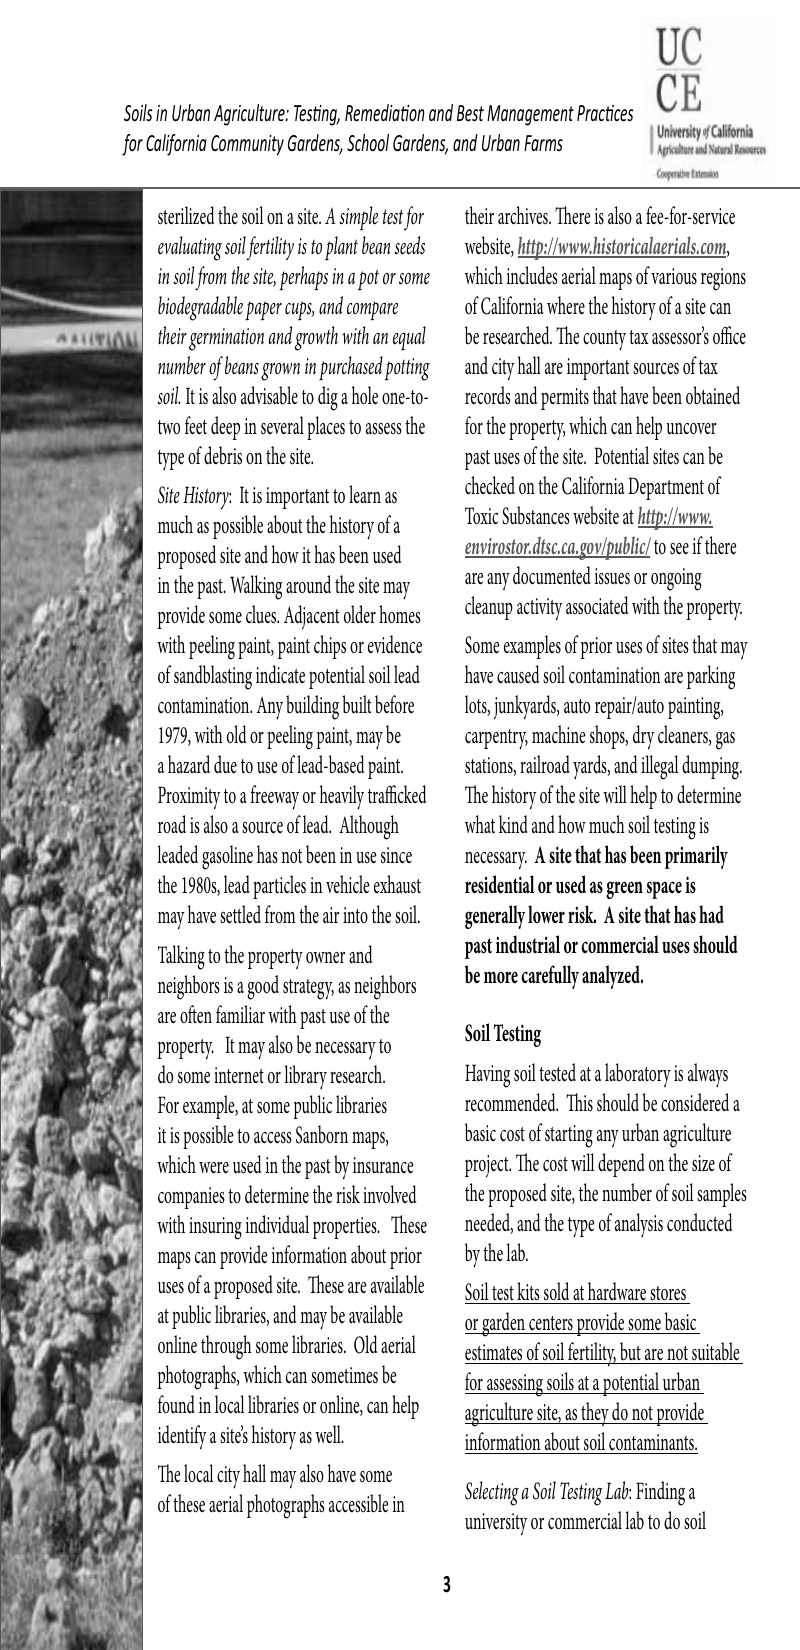 Soils in Urban Agriculture: Testing, Remediation and Best Management Practices
for California Community Gardens, School Gardens, and Urban Farms
UC
CE
University of California
Agriculture and Natural Resources
Cooperative Extension
CAUTION
sterilized the soil on a site. A simple test for
evaluating soil fertility is to plant bean seeds
in soil from the site, perhaps in a pot or some
biodegradable paper cups, and compare
their germination and growth with an equal
number of beans grown in purchased potting
soil. It is also advisable to dig a hole one-to-
two feet deep in several places to assess the
type of debris on the site.
Site History:  It is important to learn as
much as possible about the history of a
proposed site and how it has been used
in the past. Walking around the site may
provide some clues. Adjacent older homes
with peeling paint, paint chips or evidence
of sandblasting indicate potential soil lead
contamination. Any building built before
1979, with old or peeling paint, may be
a hazard due to use of lead-based paint.
Proximity to a freeway or heavily trafficked
road is also a source of lead.  Although
leaded gasoline has not been in use since
the 1980s, lead particles in vehicle exhaust
may have settled from the air into the soil.
Talking to the property owner and
neighbors is a good strategy, as neighbors
are often familiar with past use of the
property.   It may also be necessary to
do some internet or library research.
For example, at some public libraries
it is possible to access Sanborn maps,
which were used in the past by insurance
companies to determine the risk involved
with insuring individual properties.   These
maps can provide information about prior
uses of a proposed site.  These are available
at public libraries, and may be available
online through some libraries.  Old aerial
photographs, which can sometimes be
found in local libraries or online, can help
identify a site's history as well.
The local city hall may also have some
of these aerial photographs accessible in
their archives. There is also a fee-for-service
website, http://www.historicalaerials.com,
which includes aerial maps of various regions
of California where the history of a site can
be researched. The county tax assessor's office
and city hall are important sources of tax
records and permits that have been obtained
for the property, which can help uncover
past uses of the site.  Potential sites can be
checked on the California Department of
Toxic Substances website at http://www.
envirostor.dtsc.ca.gov/public/ to see if there
are any documented issues or ongoing
cleanup activity associated with the property.
Some examples of prior uses of sites that may
have caused soil contamination are parking
lots, junkyards, auto repair/auto painting,
carpentry, machine shops, dry cleaners, gas
stations, railroad yards, and illegal dumping.
The history of the site will help to determine
what kind and how much soil testing is
necessary.  A site that has been primarily
residential or used as green space is
generally lower risk.  A site that has had
past industrial or commercial uses should
be more carefully analyzed.
Soil Testing
Having soil tested at a laboratory is always
recommended.  This should be considered a
basic cost of starting any urban agriculture
project. The cost will depend on the size of
the proposed site, the number of soil samples
needed, and the type of analysis conducted
by the lab.
Soil test kits sold at hardware stores
or garden centers provide some basic
estimates of soil fertility, but are not suitable
for assessing soils at a potential urban
agriculture site, as they do not provide
information about soil contaminants.
Selecting a Soil Testing Lab: Finding a
university or commercial lab to do soil
3